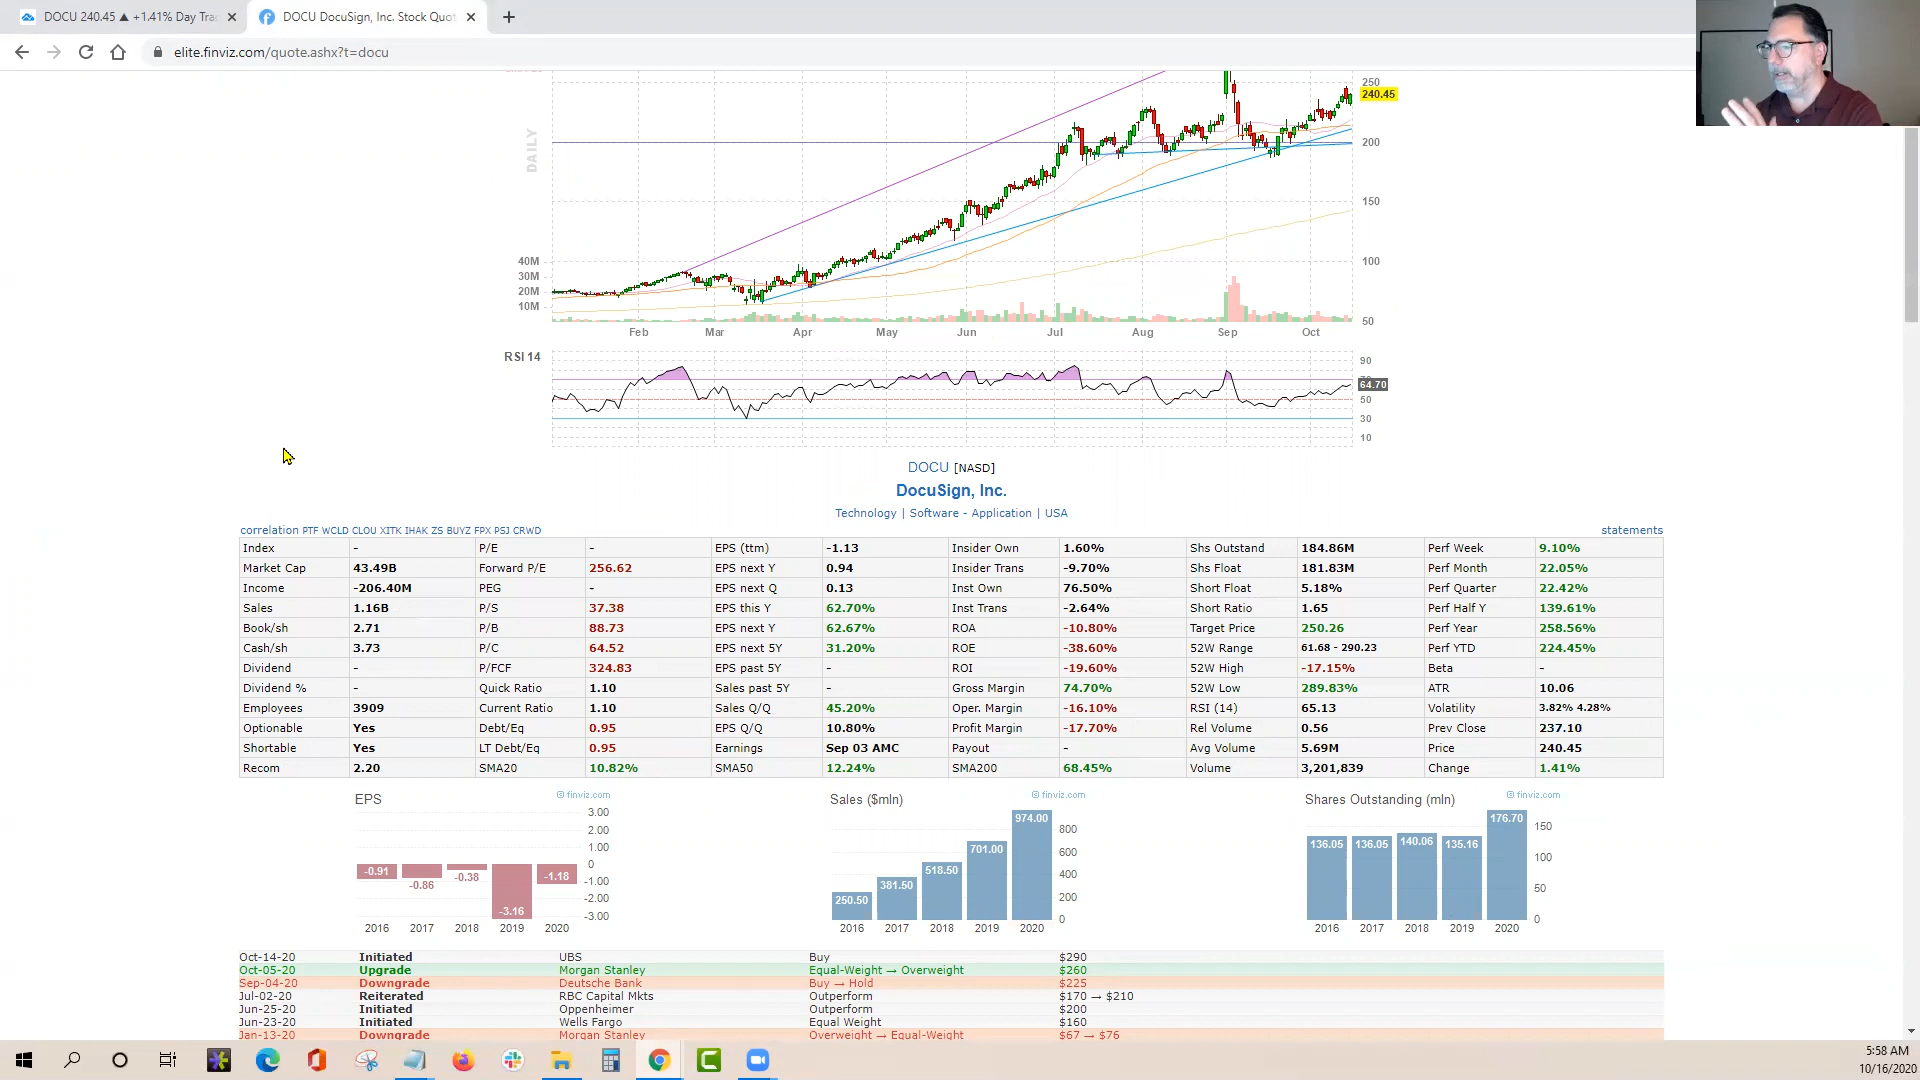 DOCU 240.45 ▲ +1.41% Day Tra
DOCU DocuSign, Inc. Stock Quot
elite.finviz.com/quote.ashx?t=docu
DAILY
250
240.45
200
150
100
50
40M
30M
20M
10M
Feb Mar Apr May Jun Jul Aug Sep Oct
RSI 14
90
64.70
50
30
10
DOCU [NASD]
DocuSign, Inc.
Technology | Software - Application | USA
correlation PTF WCLD CLOU XITK IHAK ZS BUYZ FPX PSJ CRWD statements
Index - P/E - EPS (ttm) -1.13 Insider Own 1.60% Shs Outstand 184.86M Perf Week 9.10%
Market Cap 43.49B Forward P/E 256.62 EPS next Y 0.94 Insider Trans -9.70% Shs Float 181.83M Perf Month 22.05%
Income -206.40M PEG - EPS next Q 0.13 Inst Own 76.50% Short Float 5.18% Perf Quarter 22.42%
Sales 1.16B P/S 37.38 EPS this Y 62.70% Inst Trans -2.64% Short Ratio 1.65 Perf Half Y 139.61%
Book/sh 2.71 P/B 88.73 EPS next Y 62.67% ROA -10.80% Target Price 250.26 Perf Year 258.56%
Cash/sh 3.73 P/C 64.52 EPS next 5Y 31.20% ROE -38.60% 52W Range 61.68 - 290.23 Perf YTD 224.45%
Dividend - P/FCF 324.83 EPS past 5Y - ROI -19.60% 52W High -17.15% Beta -
Dividend % - Quick Ratio 1.10 Sales past 5Y - Gross Margin 74.70% 52W Low 289.83% ATR 10.06
Employees 3909 Current Ratio 1.10 Sales Q/Q 45.20% Oper. Margin -16.10% RSI (14) 65.13 Volatility 3.82% 4.28%
Optionable Yes Debt/Eq 0.95 EPS Q/Q 10.80% Profit Margin -17.70% Rel Volume 0.56 Prev Close 237.10
Shortable Yes LT Debt/Eq 0.95 Earnings Sep 03 AMC Payout - Avg Volume 5.69M Price 240.45
Recom 2.20 SMA20 10.82% SMA50 12.24% SMA200 68.45% Volume 3,201,839 Change 1.41%
EPS © finviz.com
3.00
2.00
1.00
0
-1.00
-2.00
-3.00
-0.91 -0.86 -0.38 -3.16 -1.18
2016 2017 2018 2019 2020
Sales ($mln) © finviz.com
250.50 381.50 518.50 701.00 974.00
800
600
400
200
0
2016 2017 2018 2019 2020
Shares Outstanding (mln) © finviz.com
136.05 136.05 140.06 135.16 176.70
150
100
50
0
2016 2017 2018 2019 2020
Oct-14-20 Initiated UBS Buy $290
Oct-05-20 Upgrade Morgan Stanley Equal-Weight → Overweight $260
Sep-04-20 Downgrade Deutsche Bank Buy → Hold $225
Jul-02-20 Reiterated RBC Capital Mkts Outperform $170 → $210
Jun-25-20 Initiated Oppenheimer Outperform $200
Jun-23-20 Initiated Wells Fargo Equal Weight $160
Jan-13-20 Downgrade Morgan Stanley Overweight → Equal-Weight $67 → $76
5:58 AM
10/16/2020